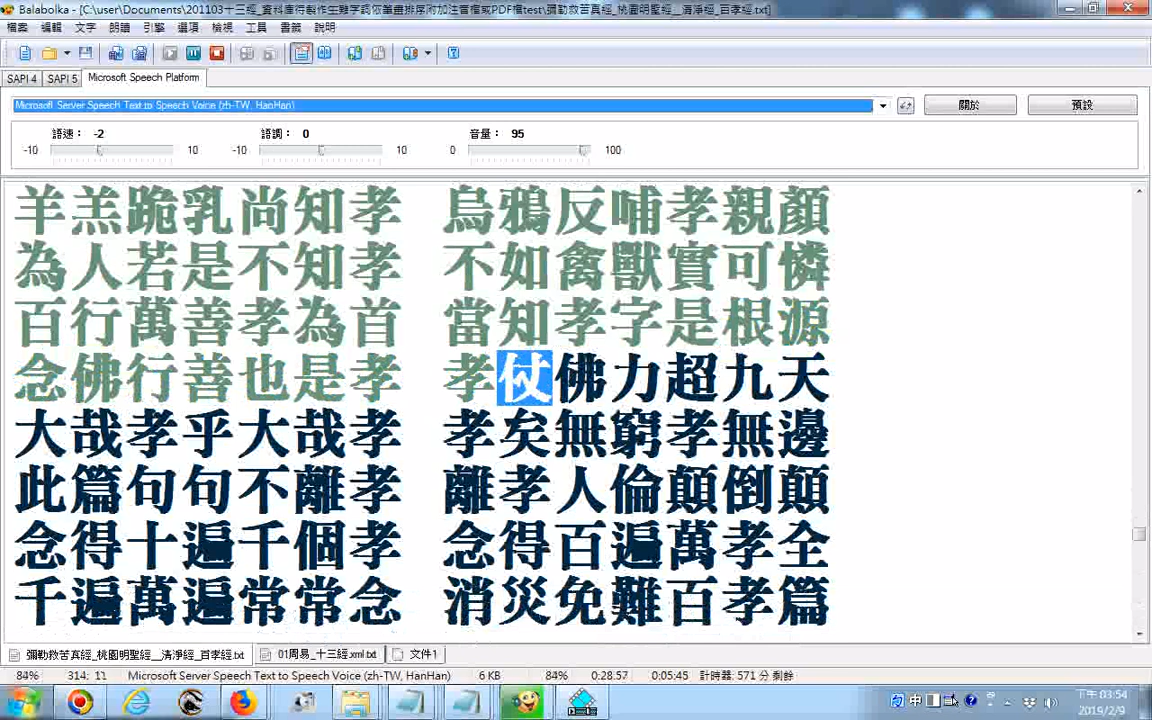 Balabolka - [C:\user\Documents\201103十三經_資料庫得製作生難字詞依筆畫排序附加注音檔或PDF檔test\彌勒救苦真經_桃園明聖經__清淨經_百孝經.txt]
檔案 編輯 文字 朗讀 引擎 選項 檢視 工具 書籤 說明
SAPI 4 SAPI 5 Microsoft Speech Platform
Microsoft Server Speech Text to Speech Voice (zh-TW, HanHan)
關於 預設
語速： -2 語調： 0 音量： 95
-10 10 -10 10 0 100
羊羔跪乳尚知孝 烏鴉反哺孝親顏
為人若是不知孝 不如禽獸實可憐
百行萬善孝為首 當知孝字是根源
念佛行善也是孝 孝仗佛力超九天
大哉孝乎大哉孝 孝矣無窮孝無邊
此篇句句不離孝 離孝人倫顛倒顛
念得十遍千個孝 念得百遍萬孝全
千遍萬遍常常念 消災免難百孝篇
彌勒救苦真經_桃園明聖經__清淨經_百孝經.txt 01周易_十三經.xml.txt 文件1
84% 314: 11 Microsoft Server Speech Text to Speech Voice (zh-TW, HanHan) 6 KB 84% 0:28:57 0:05:45 計時器: 571 分 剩餘
中 下午 03:54
2019/2/9